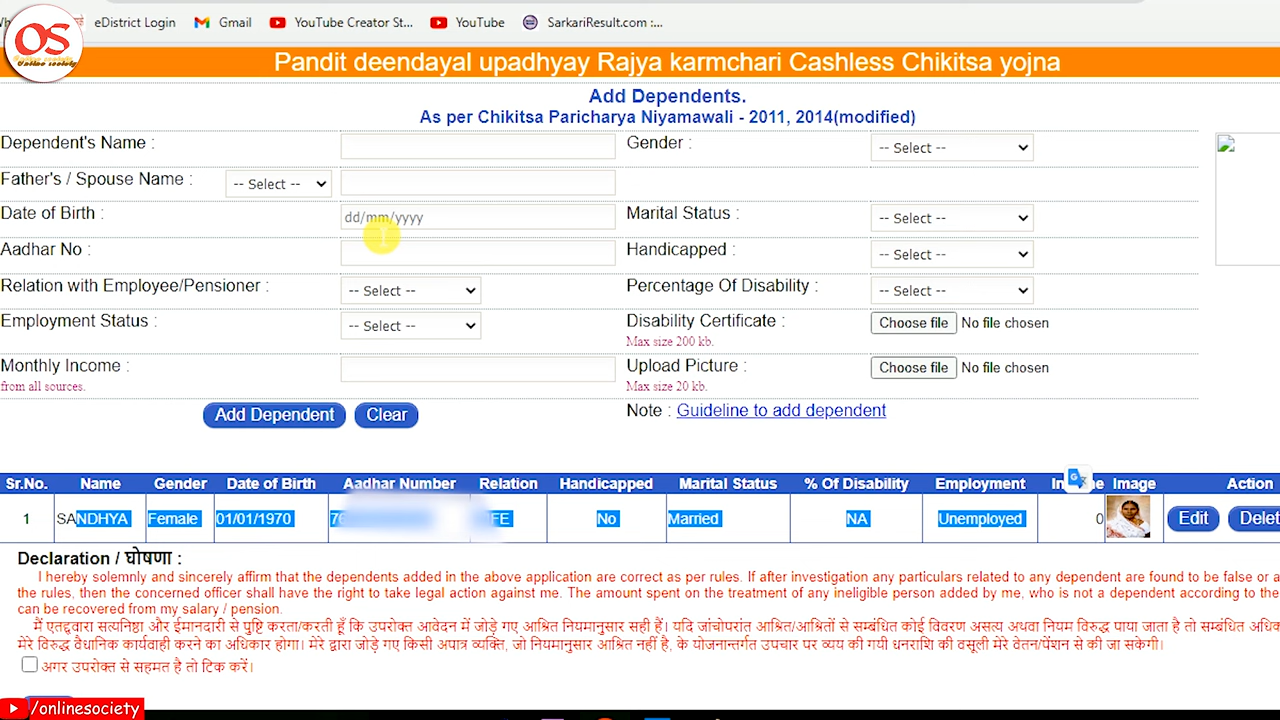 OS
Online society
eDistrict Login
Gmail
YouTube Creator St...
YouTube
SarkariResult.com :...
Pandit deendayal upadhyay Rajya karmchari Cashless Chikitsa yojna
Add Dependents.
As per Chikitsa Paricharya Niyamawali - 2011, 2014(modified)
Dependent's Name :
Gender :
-- Select --
Father's / Spouse Name :
-- Select --
Date of Birth :
dd/mm/yyyy
Marital Status :
-- Select --
Aadhar No :
Handicapped :
-- Select --
Relation with Employee/Pensioner :
-- Select --
Percentage Of Disability :
-- Select --
Employment Status :
-- Select --
Disability Certificate :
Choose file No file chosen
Max size 200 kb.
Monthly Income :
from all sources.
Upload Picture :
Choose file No file chosen
Max size 20 kb.
Add Dependent
Clear
Note : Guideline to add dependent
Sr.No. Name Gender Date of Birth Aadhar Number Relation Handicapped Marital Status % Of Disability Employment Image Action
1 SANDHYA Female 01/01/1970 No Married NA Unemployed 0 Edit Delet
Declaration / घोषणा :
I hereby solemnly and sincerely affirm that the dependents added in the above application are correct as per rules. If after investigation any particulars related to any dependent are found to be false or a
the rules, then the concerned officer shall have the right to take legal action against me. The amount spent on the treatment of any ineligible person added by me, who is not a dependent according to the
can be recovered from my salary / pension.
मैं एतद्द्वारा सत्यनिष्ठा और ईमानदारी से पुष्टि करता/करती हूँ कि उपरोक्त आवेदन में जोड़े गए आश्रित नियमानुसार सही हैं। यदि जांचोपरांत आश्रित/आश्रितों से सम्बंधित कोई विवरण असत्य अथवा नियम विरुद्ध पाया जाता है तो सम्बंधित
मेरे विरुद्ध वैधानिक कार्यवाही करने का अधिकार होगा। मेरे द्वारा जोड़े गए किसी अपात्र व्यक्ति, जो नियमानुसार आश्रित नहीं है, के योजनान्तर्गत उपचार पर व्यय की गयी धनराशि की वसूली मेरे वेतन/पेंशन से की जा सकेगी।
अगर उपरोक्त से सहमत है तो टिक करें।
/onlinesociety